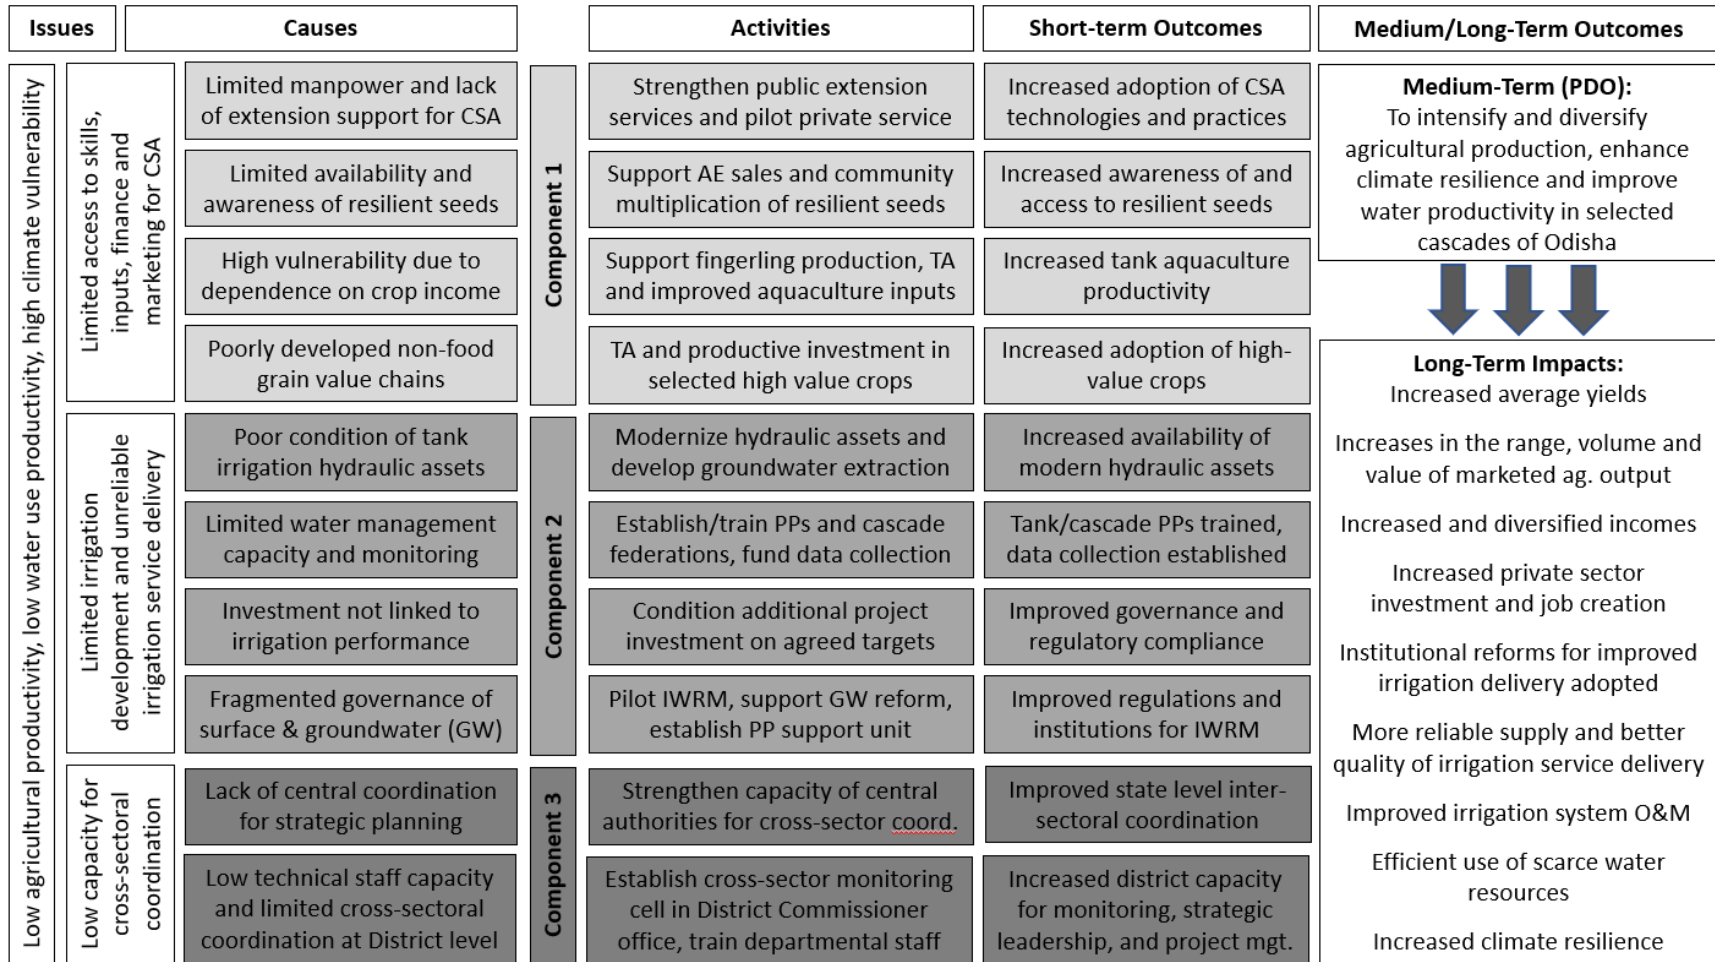 Issues
Causes
Activities
Short-term Outcomes
Medium/Long-Term Outcomes
Low agricultural productivity, low water use productivity, high climate vulnerability
Limited access to skills,
inputs, finance and
marketing for CSA
Limited manpower and lack
of extension support for CSA
Limited availability and
awareness of resilient seeds
High vulnerability due to
dependence on crop income
Poorly developed non-food
grain value chains
Component 1
Strengthen public extension
services and pilot private service
Support AE sales and community
multiplication of resilient seeds
Support fingerling production, TA
and improved aquaculture inputs
TA and productive investment in
selected high value crops
Increased adoption of CSA
technologies and practices
Increased awareness of and
access to resilient seeds
Increased tank aquaculture
productivity
Increased adoption of high-
value crops
Limited irrigation
development and unreliable
irrigation service delivery
Poor condition of tank
irrigation hydraulic assets
Limited water management
capacity and monitoring
Investment not linked to
irrigation performance
Fragmented governance of
surface & groundwater (GW)
Component 2
Modernize hydraulic assets and
develop groundwater extraction
Establish/train PPs and cascade
federations, fund data collection
Condition additional project
investment on agreed targets
Pilot IWRM, support GW reform,
establish PP support unit
Increased availability of
modern hydraulic assets
Tank/cascade PPs trained,
data collection established
Improved governance and
regulatory compliance
Improved regulations and
institutions for IWRM
Low capacity for
cross-sectoral
coordination
Lack of central coordination
for strategic planning
Low technical staff capacity
and limited cross-sectoral
coordination at District level
Component 3
Strengthen capacity of central
authorities for cross-sector coord.
Establish cross-sector monitoring
cell in District Commissioner
office, train departmental staff
Improved state level inter-
sectoral coordination
Increased district capacity
for monitoring, strategic
leadership, and project mgt.
Medium-Term (PDO):
To intensify and diversify
agricultural production, enhance
climate resilience and improve
water productivity in selected
cascades of Odisha
Long-Term Impacts:
Increased average yields
Increases in the range, volume and
value of marketed ag. output
Increased and diversified incomes
Increased private sector
investment and job creation
Institutional reforms for improved
irrigation delivery adopted
More reliable supply and better
quality of irrigation service delivery
Improved irrigation system O&M
Efficient use of scarce water
resources
Increased climate resilience